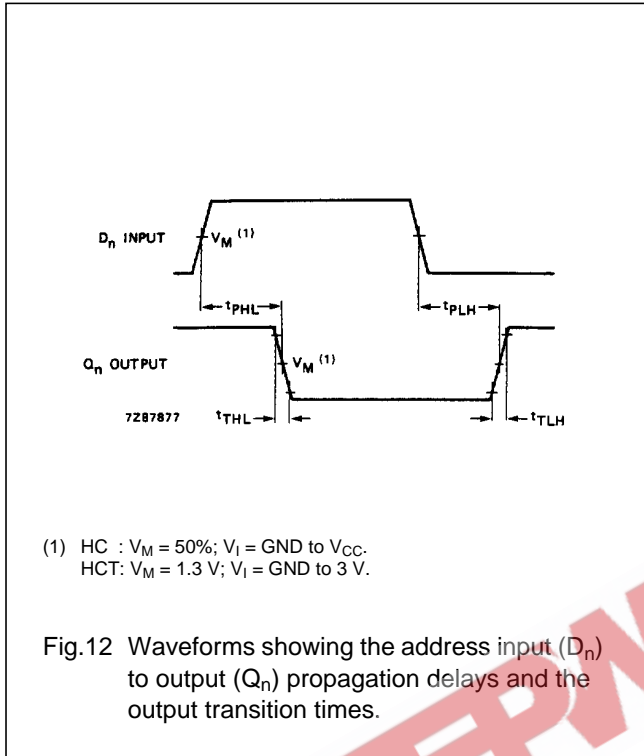 Dn INPUT
VM (1)
tPHL
tPLH
Qn OUTPUT
VM (1)
7Z87877
tTHL
tTLH
(1) HC : VM = 50%; VI = GND to VCC.
HCT: VM = 1.3 V; VI = GND to 3 V.
Fig.12 Waveforms showing the address input (Dn)
to output (Qn) propagation delays and the
output transition times.